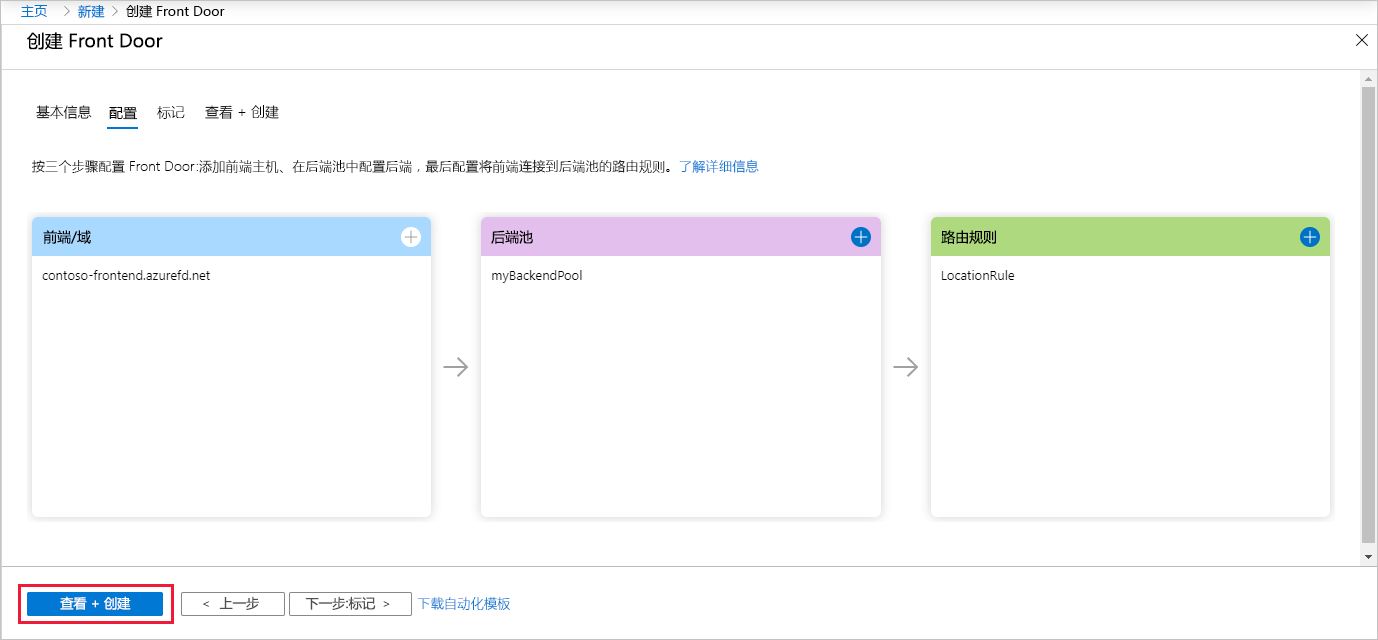 主页 > 新建 > 创建 Front Door
创建 Front Door
基本信息 配置 标记 查看 + 创建
按三个步骤配置 Front Door:添加前端主机、在后端池中配置后端，最后配置将前端连接到后端池的路由规则。了解详细信息
前端/域
contoso-frontend.azurefd.net
后端池
myBackendPool
路由规则
LocationRule
查看 + 创建 < 上一步 下一步:标记 > 下载自动化模板